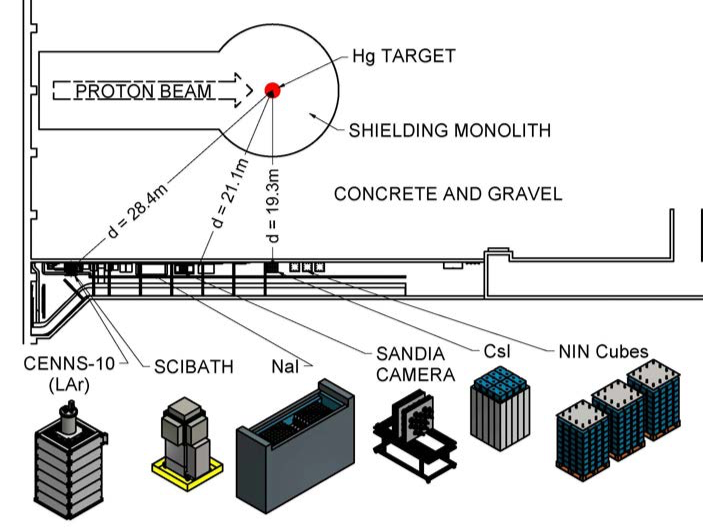 Hg TARGET
PROTON BEAM
SHIELDING MONOLITH
d = 28.4m
d = 21.1m
d = 19.3m
CONCRETE AND GRAVEL
CENNS-10
(LAr)
SCIBATH
NaI
SANDIA
CAMERA
CsI
NIN Cubes